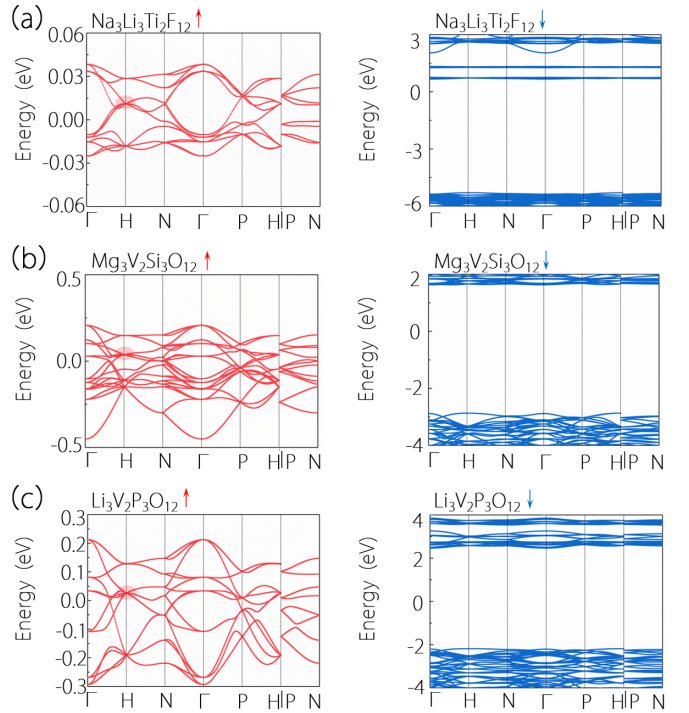 (a)
Na3Li3Ti2F12 ↑
Energy (eV)
0.06
0.03
0.00
-0.03
-0.06
Γ H N Γ P H|P N
Na3Li3Ti2F12 ↓
Energy (eV)
3
0
-3
-6
Γ H N Γ P H|P N
(b)
Mg3V2Si3O12 ↑
Energy (eV)
0.5
0.0
-0.5
Γ H N Γ P H|P N
Mg3V2Si3O12 ↓
Energy (eV)
2
0
-2
-4
Γ H N Γ P H|P N
(c)
Li3V2P3O12 ↑
Energy (eV)
0.3
0.2
0.1
0.0
-0.1
-0.2
-0.3
Γ H N Γ P H|P N
Li3V2P3O12 ↓
Energy (eV)
4
2
0
-2
-4
Γ H N Γ P H|P N